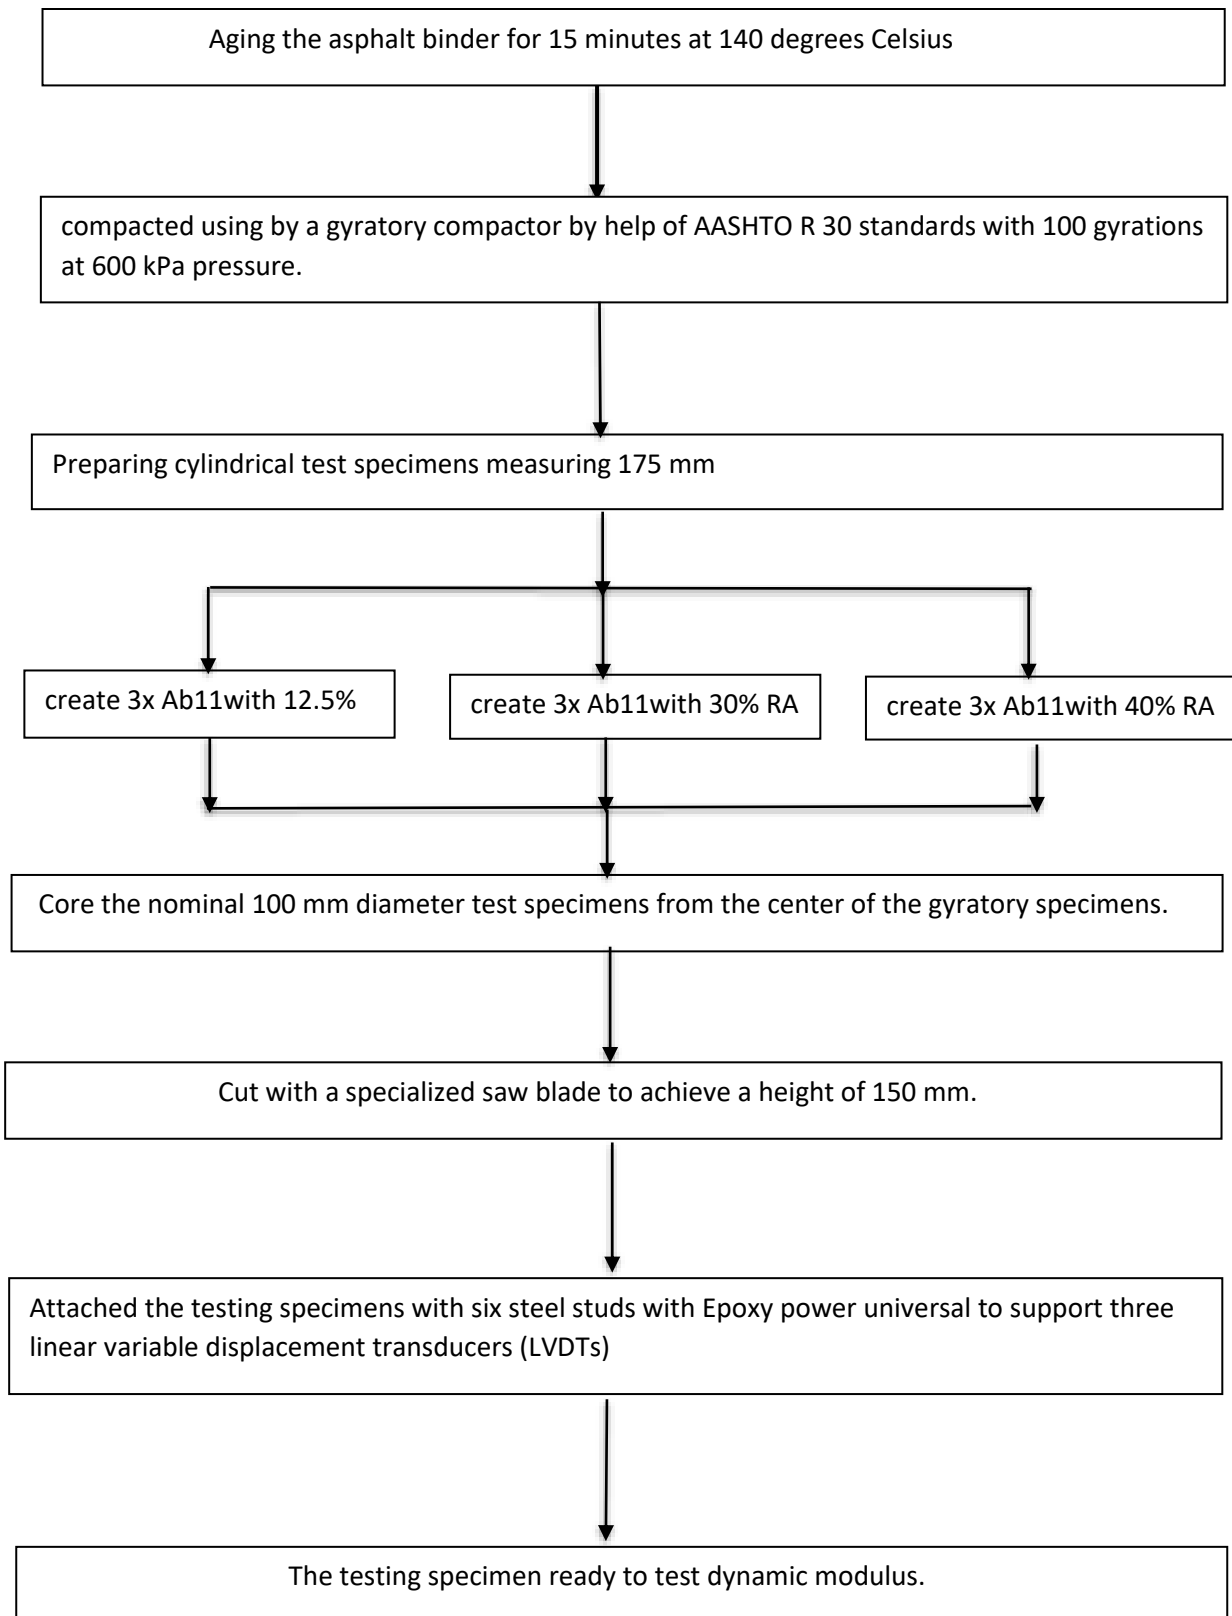 Aging the asphalt binder for 15 minutes at 140 degrees Celsius
compacted using by a gyratory compactor by help of AASHTO R 30 standards with 100 gyrations
at 600 kPa pressure.
Preparing cylindrical test specimens measuring 175 mm
create 3x Ab11with 12.5%
create 3x Ab11with 30% RA
create 3x Ab11with 40% RA
Core the nominal 100 mm diameter test specimens from the center of the gyratory specimens.
Cut with a specialized saw blade to achieve a height of 150 mm.
Attached the testing specimens with six steel studs with Epoxy power universal to support three
linear variable displacement transducers (LVDTs)
The testing specimen ready to test dynamic modulus.